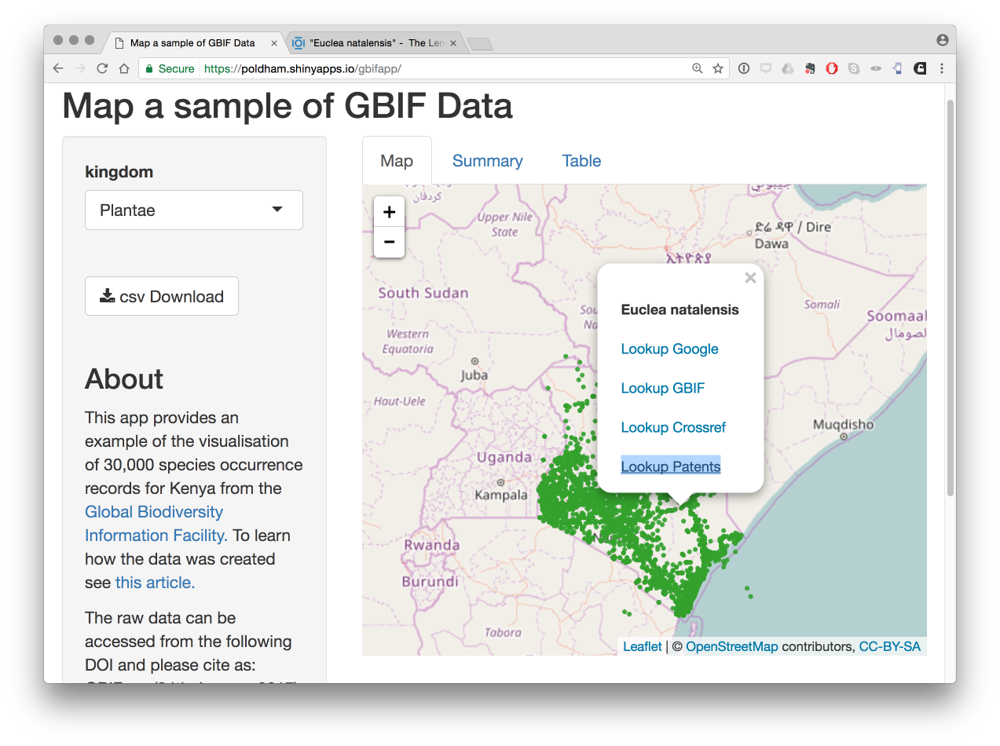 Map a sample of GBIF Data
"Euclea natalensis" - The Len
Secure https://poldham.shinyapps.io/gbifapp/
Map a sample of GBIF Data
kingdom
Plantae
csv Download
About
This app provides an
example of the visualisation
of 30,000 species occurrence
records for Kenya from the
Global Biodiversity
Information Facility. To learn
how the data was created
see this article.
The raw data can be
accessed from the following
DOI and please cite as:
Map
Summary
Table
+
−
كردفان
Upper Nile
State
ድሬ ዳዋ / Dire
Dawa
ኢትዮጵያ
South Sudan
Somali
Soomaal
الصومال
Western
Equatoria
Juba
Haut-Uele
Muqdisho
Uganda
Kampala
Rwanda
Burundi
Tabora
×
Euclea natalensis
Lookup Google
Lookup GBIF
Lookup Crossref
Lookup Patents
Leaflet | © OpenStreetMap contributors, CC-BY-SA